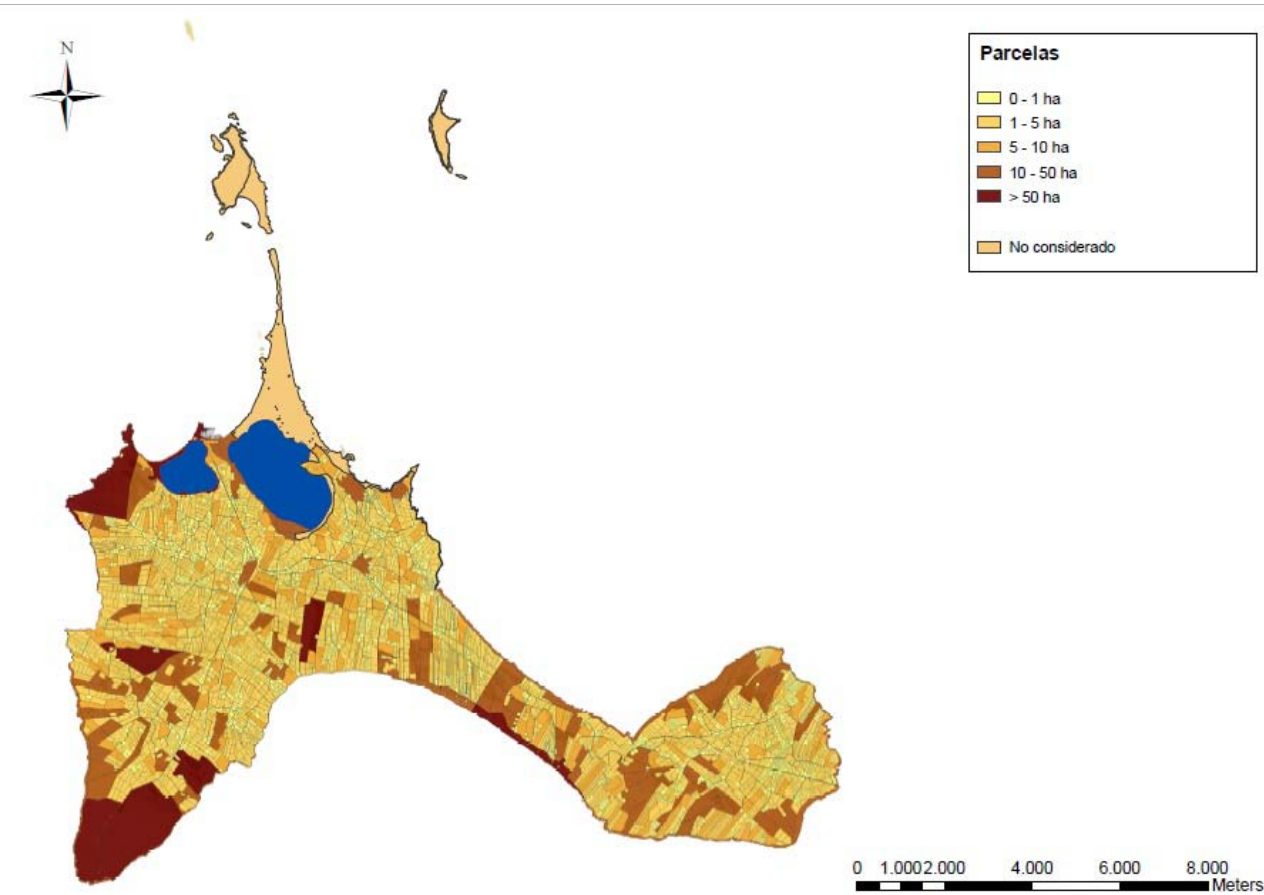 N
Parcelas
0 - 1 ha
1 - 5 ha
5 - 10 ha
10 - 50 ha
> 50 ha
No considerado
0 1.000 2.000 4.000 6.000 8.000
Meters